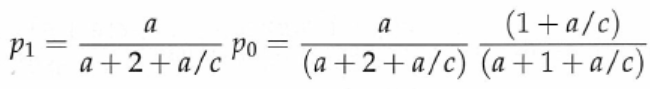 p₁ = a / (a + 2 + a/c) p₀ = a / (a + 2 + a/c) (1 + a/c) / (a + 1 + a/c)